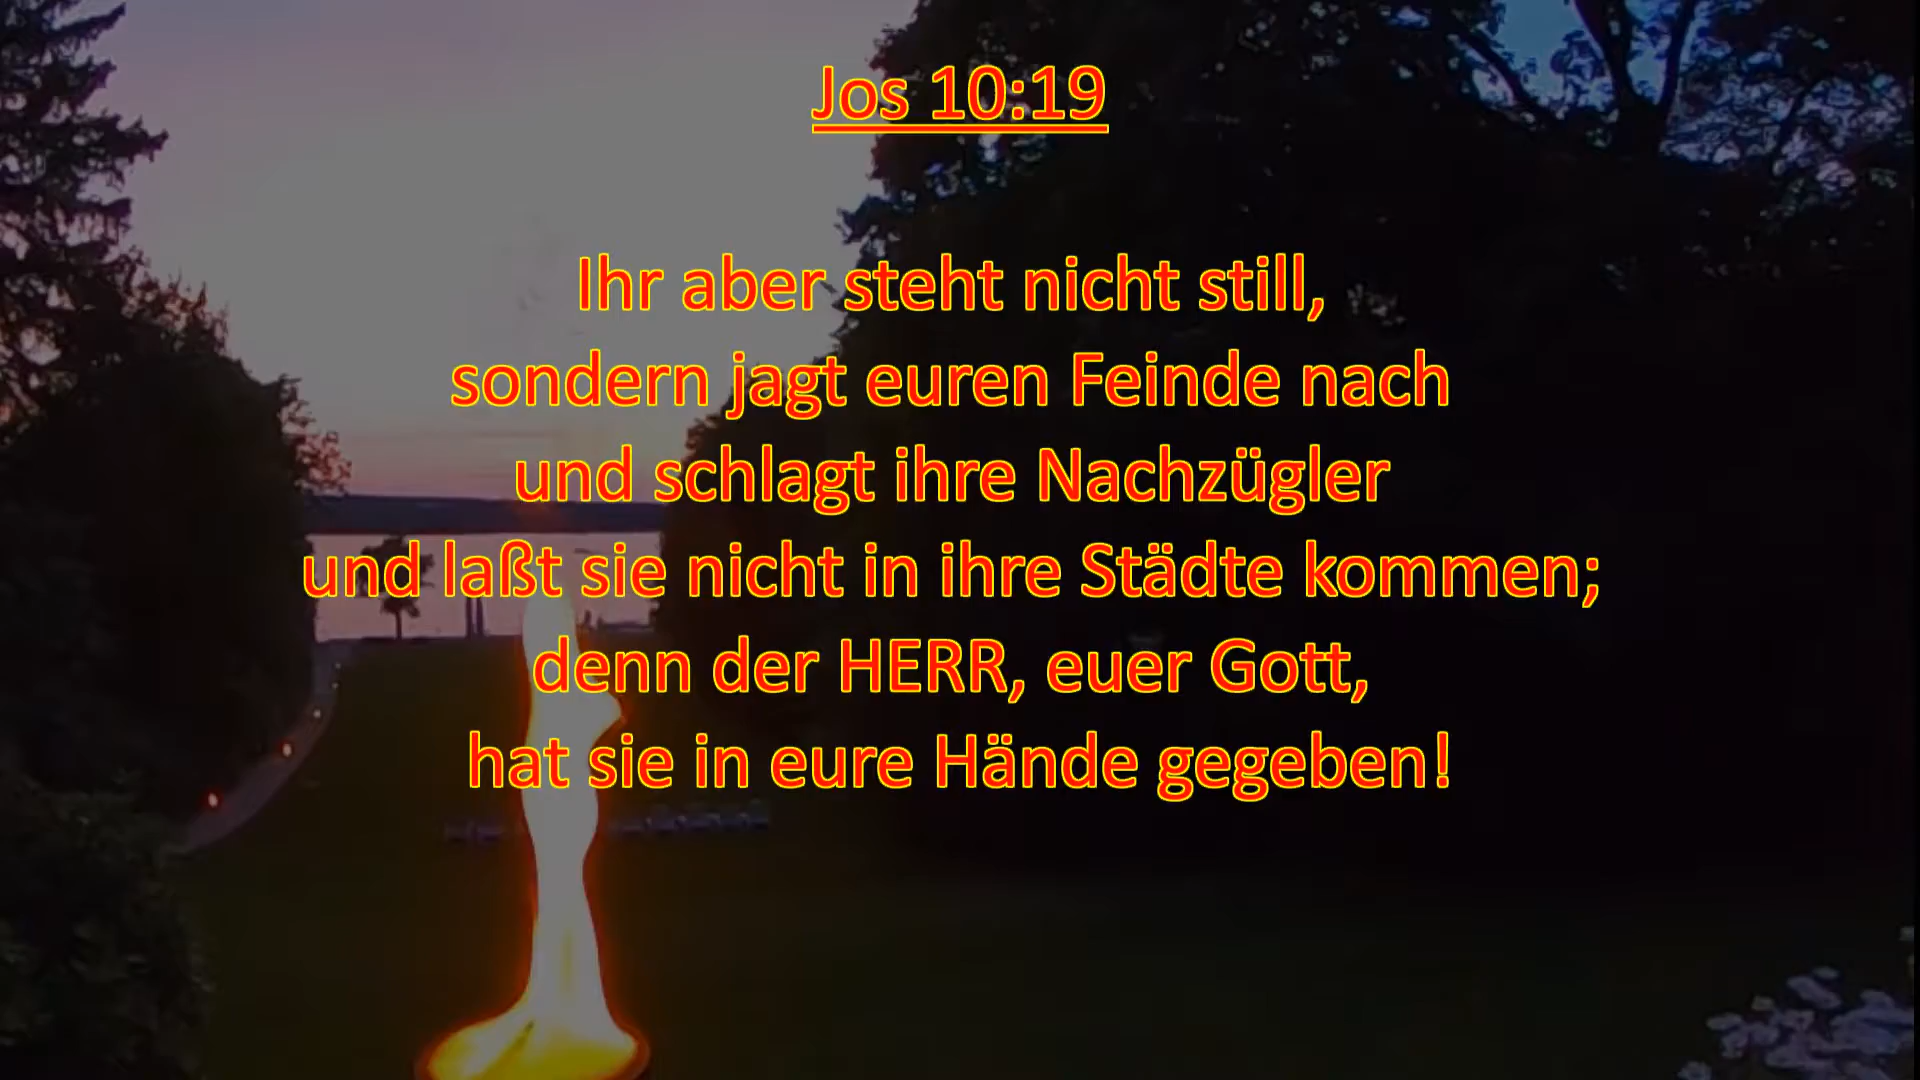 Jos 10:19
Ihr aber steht nicht still,
sondern jagt euren Feinde nach
und schlagt ihre Nachzügler
und laßt sie nicht in ihre Städte kommen;
denn der HERR, euer Gott,
hat sie in eure Hände gegeben!